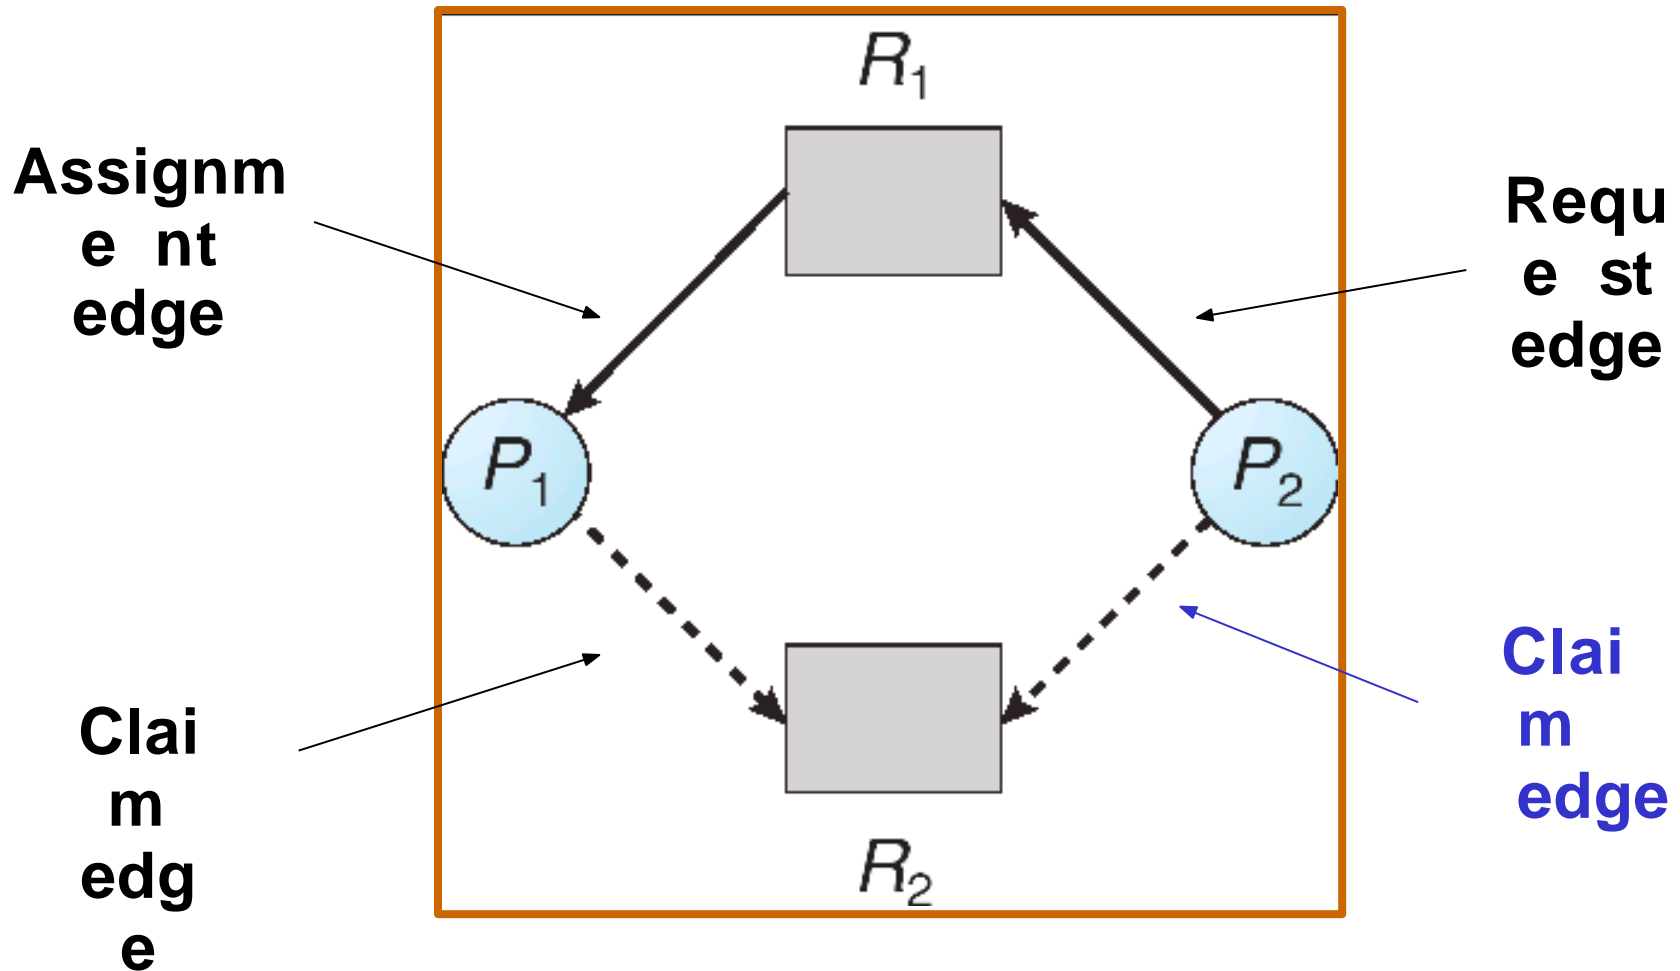 R1
Assignm
e nt
edge
Requ
e st
edge
P1
P2
Clai
m
edg
e
Clai
m
edge
R2